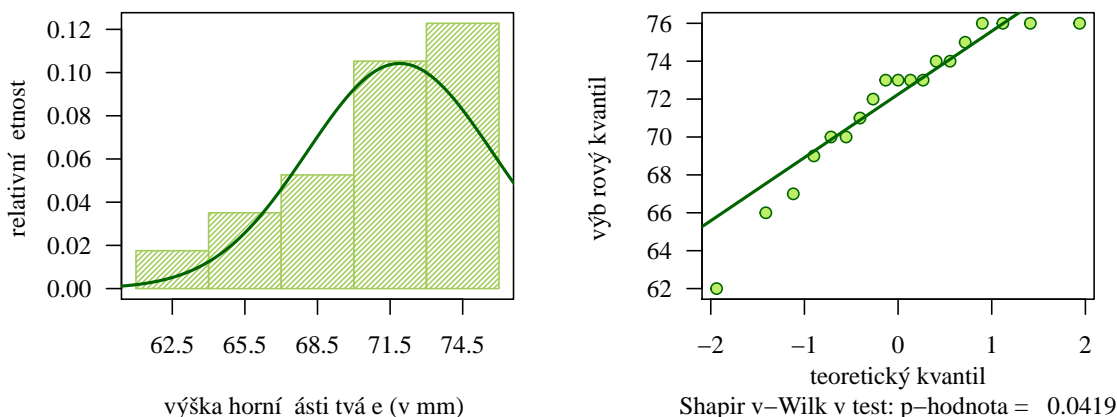 relativní etnost
0.12
0.10
0.08
0.06
0.04
0.02
0.00
62.5 65.5 68.5 71.5 74.5
výška horní ásti tvá e (v mm)
výb rový kvantil
76
74
72
70
68
66
64
62
−2 −1 0 1 2
teoretický kvantil
Shapir v−Wilk v test: p−hodnota = 0.0419